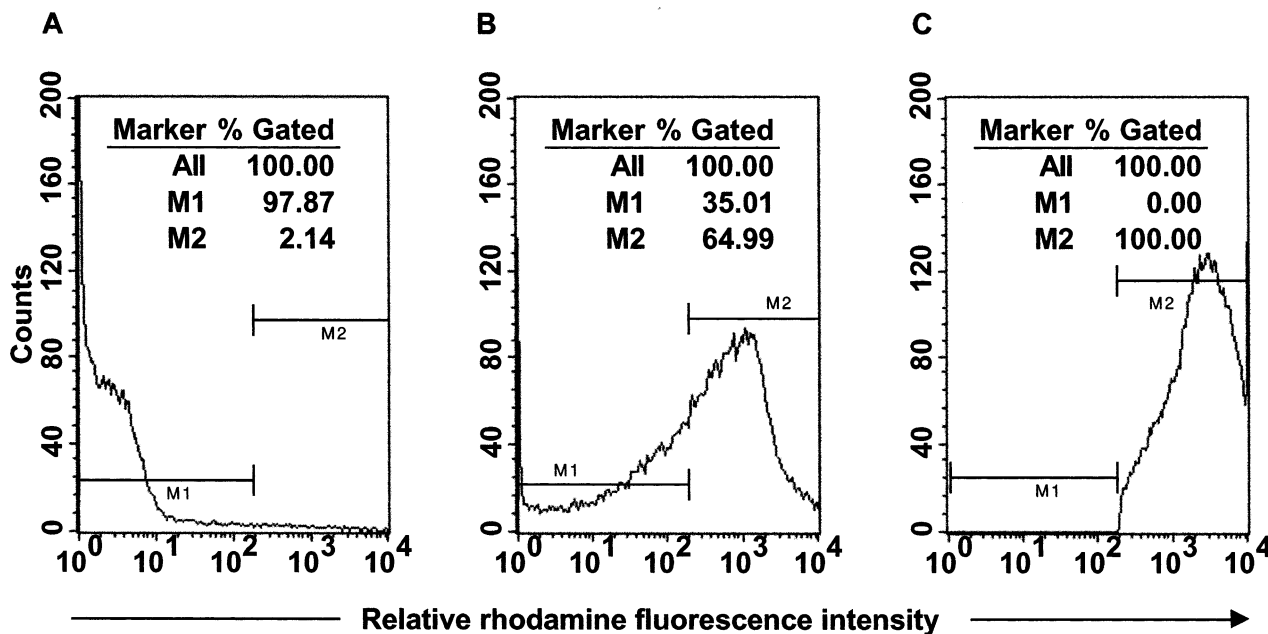 A
B
C
Marker % Gated
All 100.00
M1 97.87
M2 2.14
Marker % Gated
All 100.00
M1 35.01
M2 64.99
Marker % Gated
All 100.00
M1 0.00
M2 100.00
Counts
200
160
120
80
40
0
M1
M2
10^0 10^1 10^2 10^3 10^4
200
160
120
80
40
0
M1
M2
10^0 10^1 10^2 10^3 10^4
200
160
120
80
40
0
M1
M2
10^0 10^1 10^2 10^3 10^4
Relative rhodamine fluorescence intensity